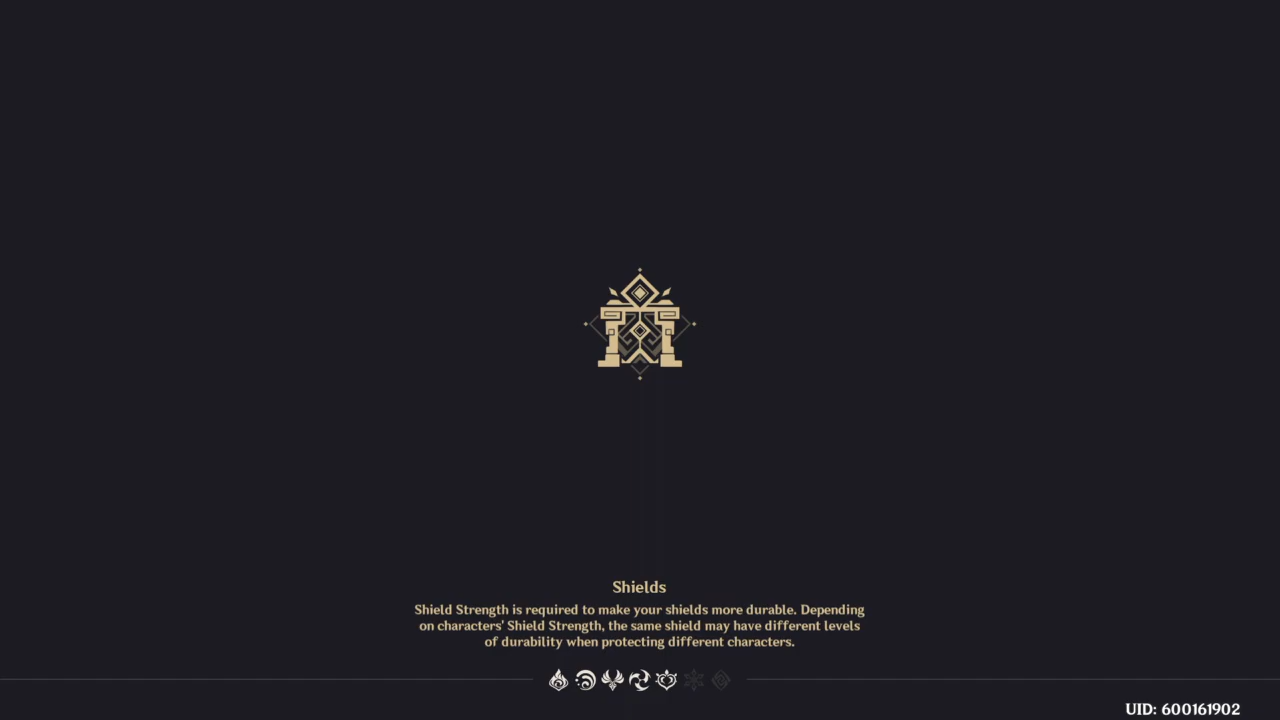 Shields
Shield Strength is required to make your shields more durable. Depending
on characters' Shield Strength, the same shield may have different levels
of durability when protecting different characters.
UID: 600161902